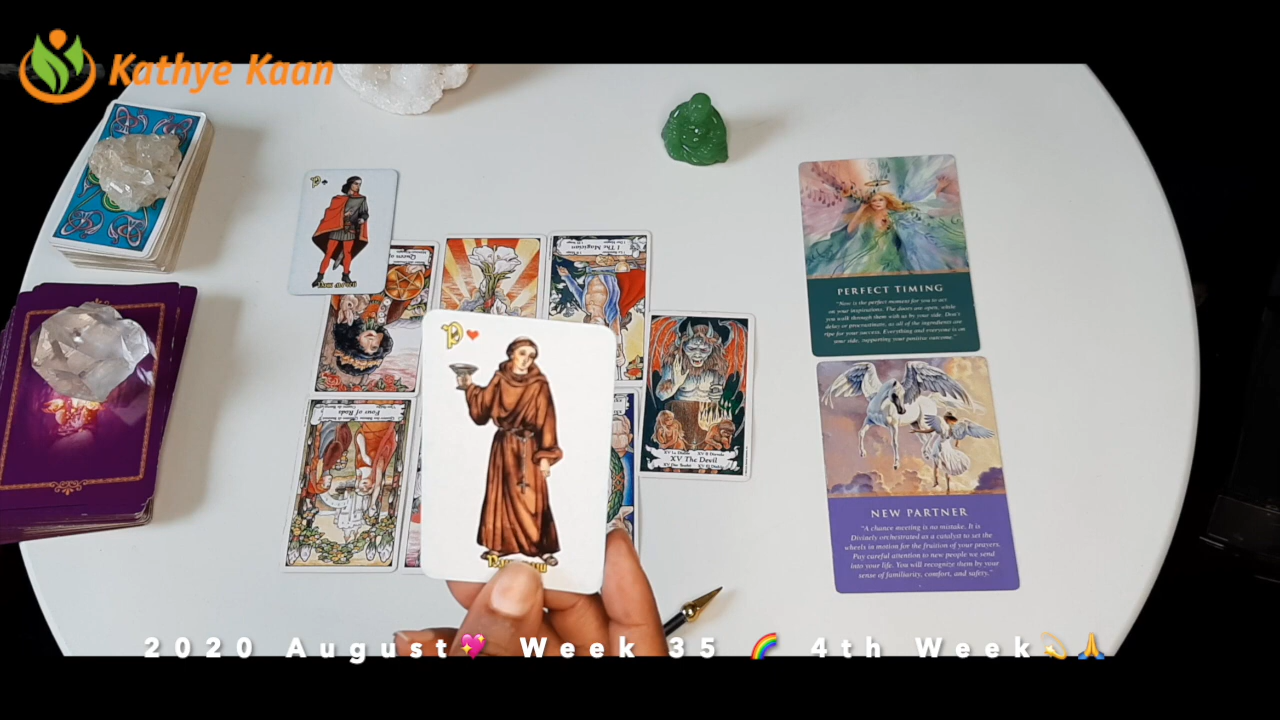 Kathye Kaan
P
P
I The Magician
Four of Rods
XV The Devil
PERFECT TIMING
"Now is the perfect moment for you to act
on your inspirations. The doors are open, while
you walk through them with us by your side. Don't
delay or procrastinate, as all of the ingredients are
ripe for your success. Everything and everyone is on
your side, supporting your positive outcome."
NEW PARTNER
"A chance meeting is no mistake. It is
Divinely orchestrated as a catalyst to set the
wheels in motion for the fruition of your prayers.
Pay careful attention to new people we send
into your life. You will recognize them by your
sense of familiarity, comfort, and safety."
2020 August💖 Week 35 🌈 4th Week💫🙏